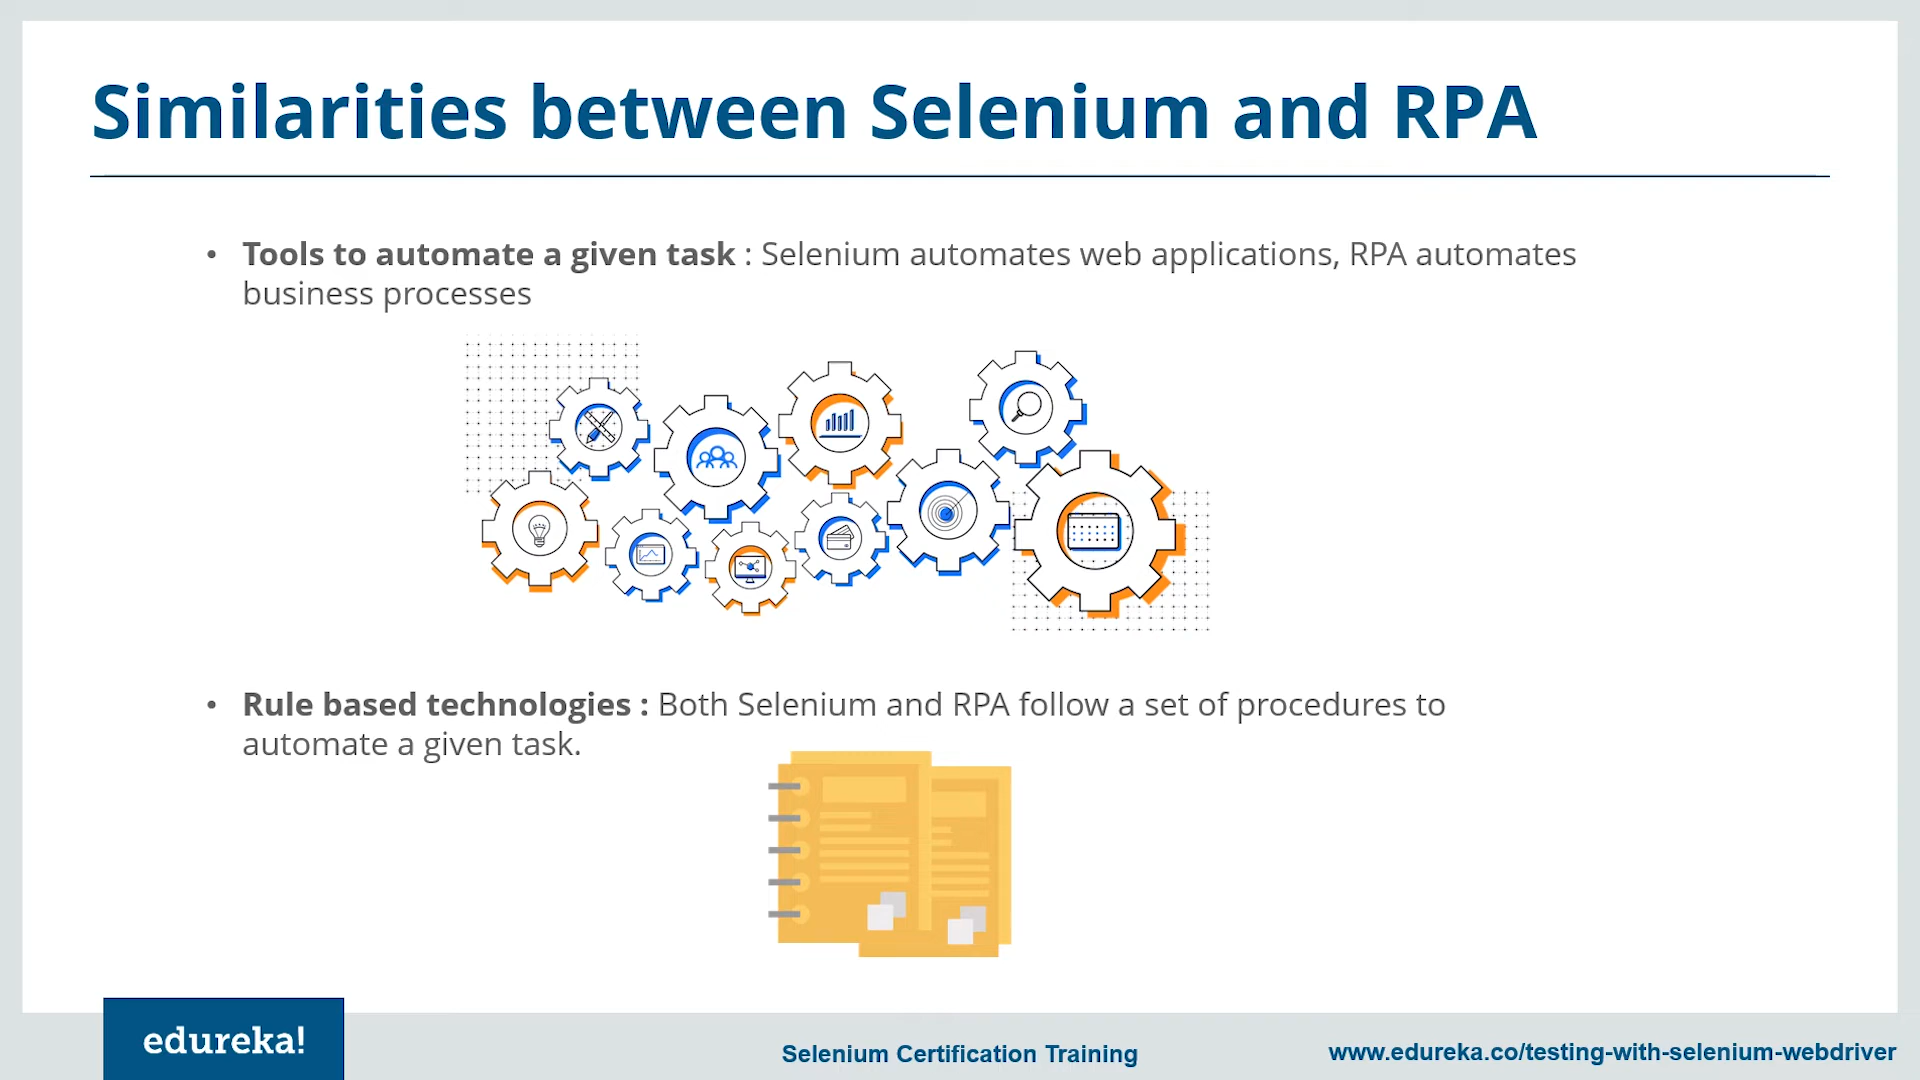 Similarities between Selenium and RPA
• Tools to automate a given task : Selenium automates web applications, RPA automates
business processes
• Rule based technologies : Both Selenium and RPA follow a set of procedures to
automate a given task.
edureka!
Selenium Certification Training
www.edureka.co/testing-with-selenium-webdriver